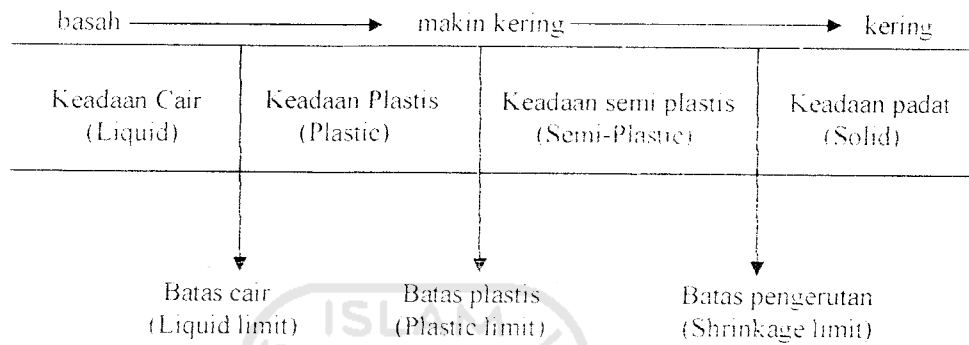 basah makin kering kering
Keadaan Cair Keadaan Plastis Keadaan semi plastis Keadaan padat
(Liquid) (Plastic) (Semi-Plastic) (Solid)
Batas cair Batas plastis Batas pengerutan
(Liquid limit) (Plastic limit) (Shrinkage limit)
ISLAM